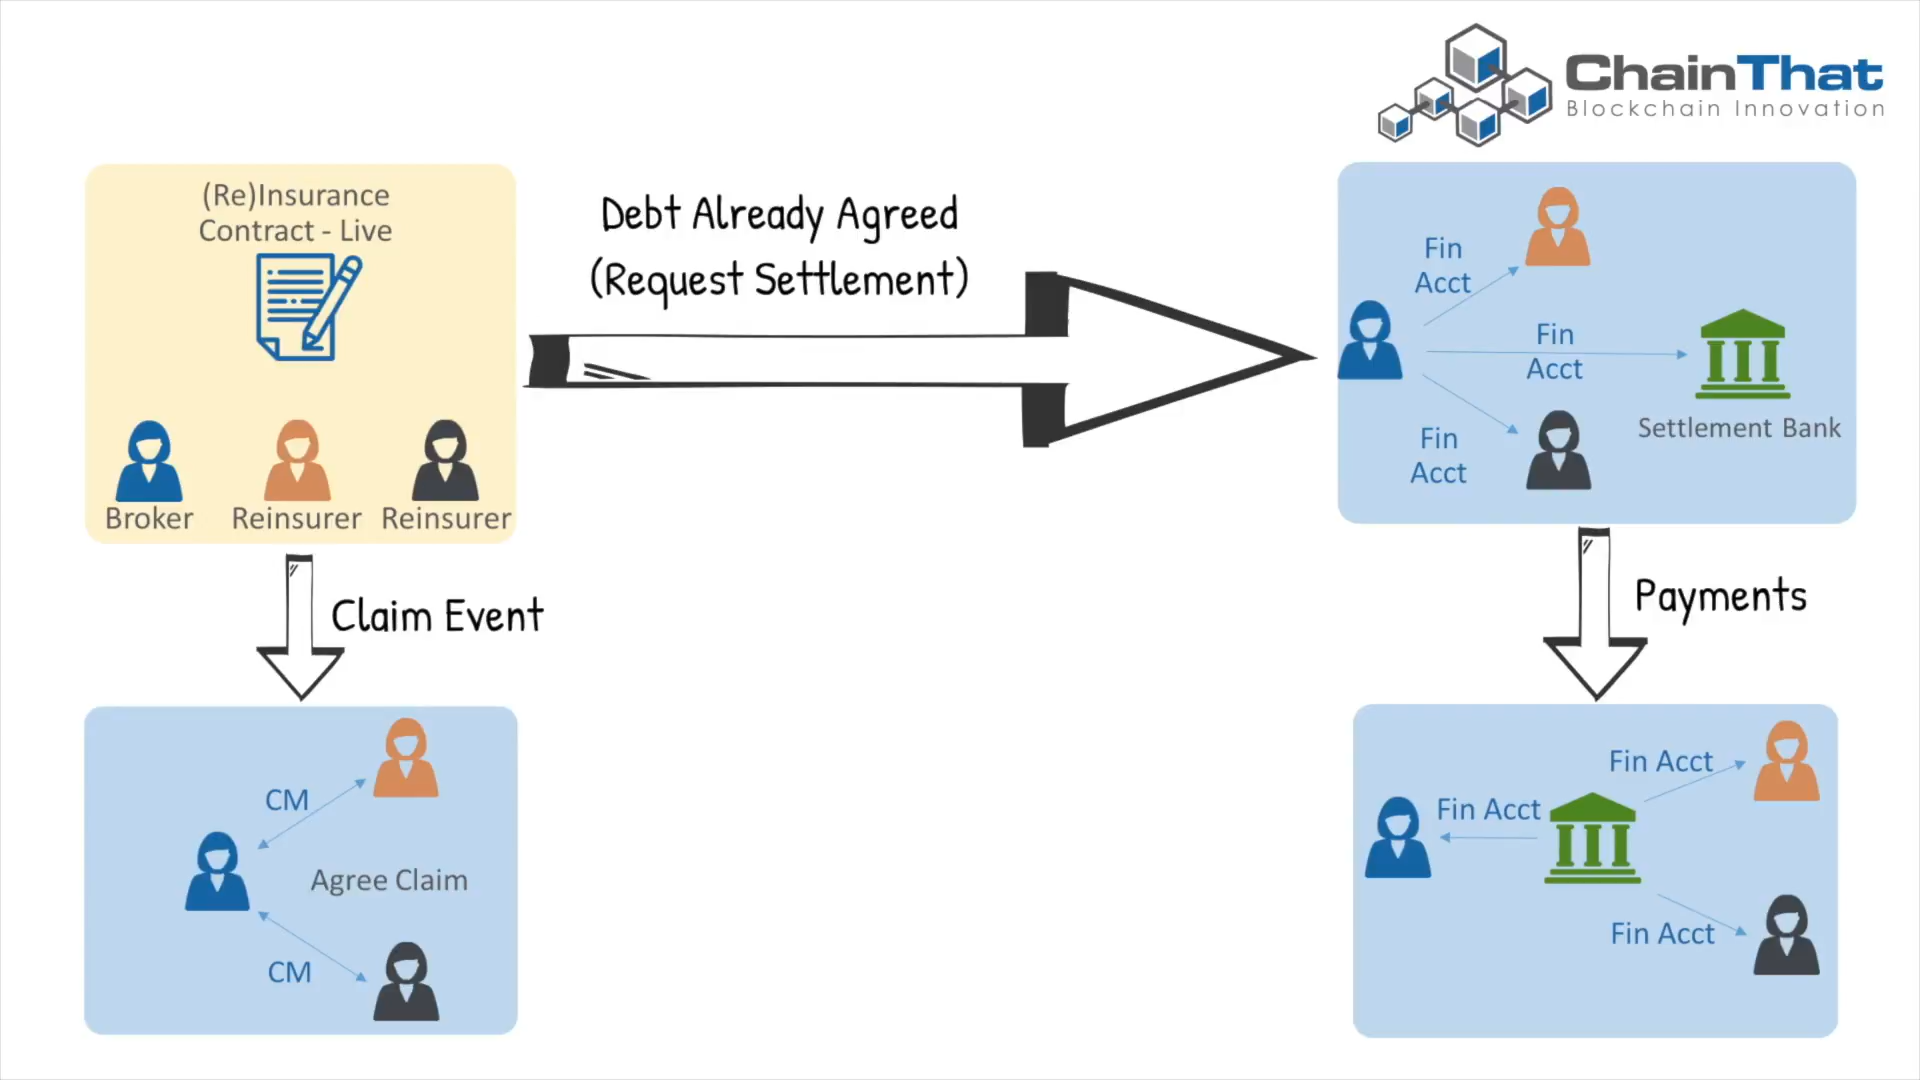 ChainThat
Blockchain Innovation
(Re)Insurance
Contract - Live
Broker
Reinsurer
Reinsurer
Debt Already Agreed
(Request Settlement)
Fin
Acct
Fin
Acct
Fin
Acct
Settlement Bank
Claim Event
Payments
CM
Agree Claim
CM
Fin Acct
Fin Acct
Fin Acct